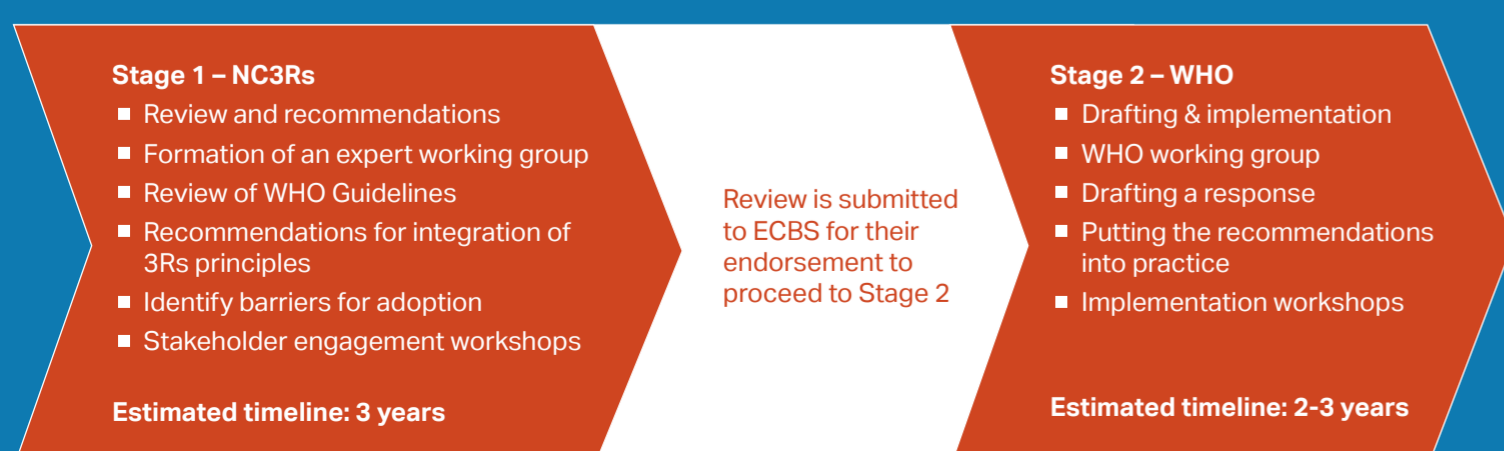 Stage 1 – NC3Rs
■ Review and recommendations
■ Formation of an expert working group
■ Review of WHO Guidelines
■ Recommendations for integration of
3Rs principles
■ Identify barriers for adoption
■ Stakeholder engagement workshops
Estimated timeline: 3 years
Review is submitted
to ECBS for their
endorsement to
proceed to Stage 2
Stage 2 – WHO
■ Drafting & implementation
■ WHO working group
■ Drafting a response
■ Putting the recommendations
into practice
■ Implementation workshops
Estimated timeline: 2-3 years